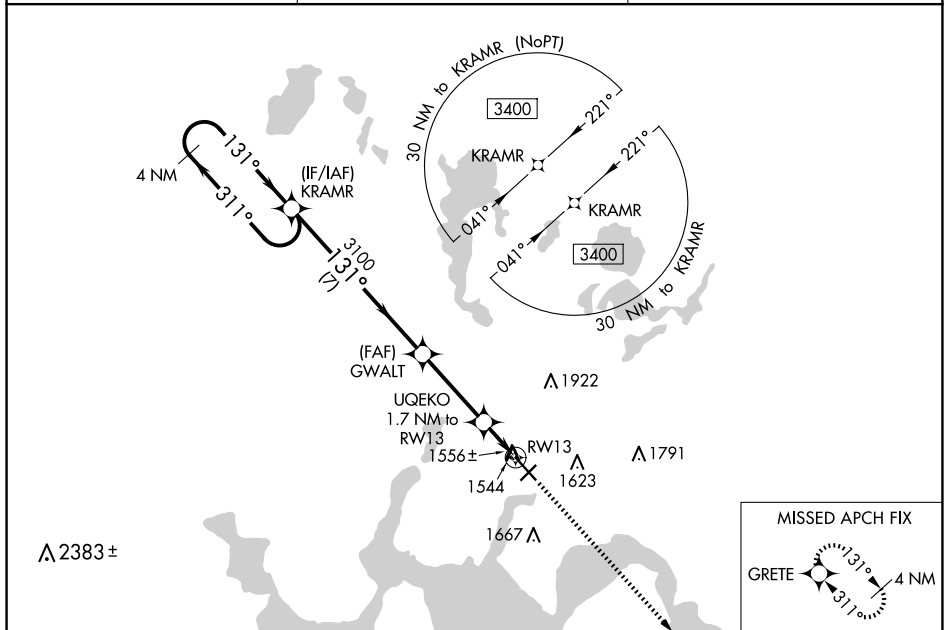 30 NM to KRAMR (NoPT)
3400
221°
KRAMR
041°
221°
KRAMR
041°
3400
30 NM to KRAMR
131°
4 NM
311°
(IF/IAF)
KRAMR
3100
131°
(7)
(FAF)
GWALT
1922
UQEKO
1.7 NM to
RW13
RW13
1556±
1544
1623
1791
1667
2383±
MISSED APCH FIX
GRETE
131°
4 NM
311°